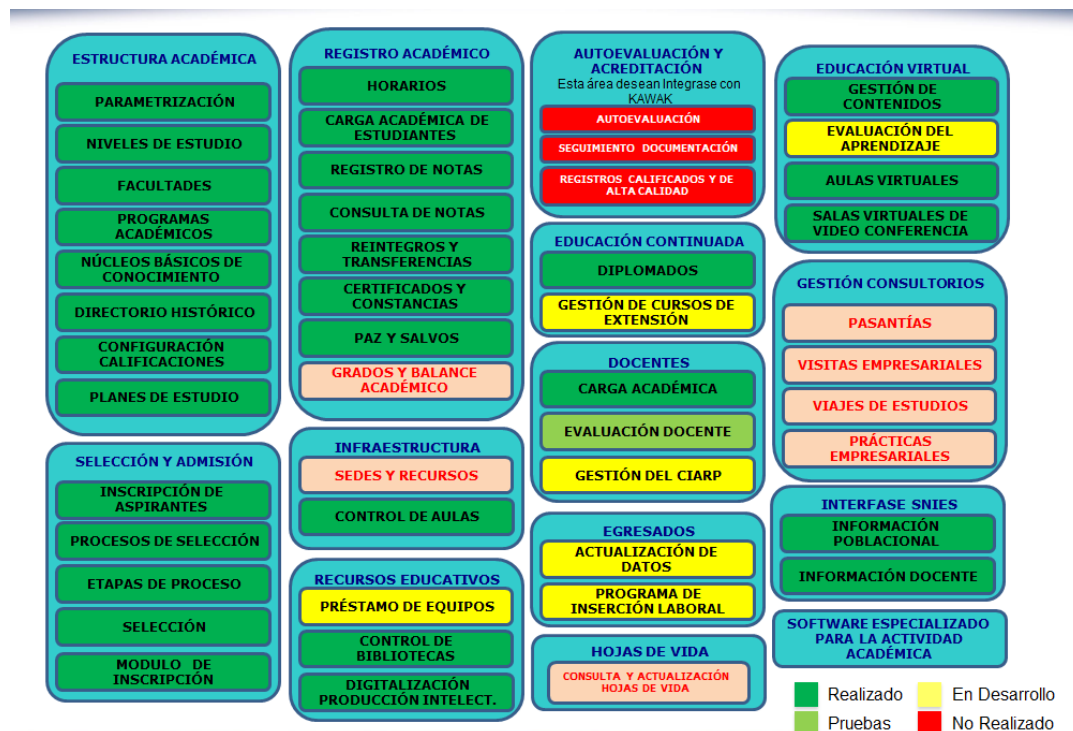 ESTRUCTURA ACADÉMICA
PARAMETRIZACIÓN
NIVELES DE ESTUDIO
FACULTADES
PROGRAMAS
ACADÉMICOS
NÚCLEOS BÁSICOS DE
CONOCIMIENTO
DIRECTORIO HISTÓRICO
CONFIGURACIÓN
CALIFICACIONES
PLANES DE ESTUDIO
SELECCIÓN Y ADMISIÓN
INSCRIPCIÓN DE
ASPIRANTES
PROCESOS DE SELECCIÓN
ETAPAS DE PROCESO
SELECCIÓN
MODULO DE
INSCRIPCIÓN
REGISTRO ACADÉMICO
HORARIOS
CARGA ACADÉMICA DE
ESTUDIANTES
REGISTRO DE NOTAS
CONSULTA DE NOTAS
REINTEGROS Y
TRANSFERENCIAS
CERTIFICADOS Y
CONSTANCIAS
PAZ Y SALVOS
GRADOS Y BALANCE
ACADÉMICO
INFRAESTRUCTURA
SEDES Y RECURSOS
CONTROL DE AULAS
RECURSOS EDUCATIVOS
PRÉSTAMO DE EQUIPOS
CONTROL DE
BIBLIOTECAS
DIGITALIZACIÓN
PRODUCCIÓN INTELECT.
AUTOEVALUACIÓN Y
ACREDITACIÓN
Esta área desean Integrase con
KAWAK
AUTOEVALUACIÓN
SEGUIMIENTO DOCUMENTACIÓN
REGISTROS CALIFICADOS Y DE
ALTA CALIDAD
EDUCACIÓN CONTINUADA
DIPLOMADOS
GESTIÓN DE CURSOS DE
EXTENSIÓN
DOCENTES
CARGA ACADÉMICA
EVALUACIÓN DOCENTE
GESTIÓN DEL CIARP
EGRESADOS
ACTUALIZACIÓN DE
DATOS
PROGRAMA DE
INSERCIÓN LABORAL
HOJAS DE VIDA
CONSULTA Y ACTUALIZACIÓN
HOJAS DE VIDA
EDUCACIÓN VIRTUAL
GESTIÓN DE
CONTENIDOS
EVALUACIÓN DEL
APRENDIZAJE
AULAS VIRTUALES
SALAS VIRTUALES DE
VIDEO CONFERENCIA
GESTIÓN CONSULTORIOS
PASANTÍAS
VISITAS EMPRESARIALES
VIAJES DE ESTUDIOS
PRÁCTICAS
EMPRESARIALES
INTERFASE SNIES
INFORMACIÓN
POBLACIONAL
INFORMACIÓN DOCENTE
SOFTWARE ESPECIALIZADO
PARA LA ACTIVIDAD
ACADÉMICA
Realizado
En Desarrollo
Pruebas
No Realizado